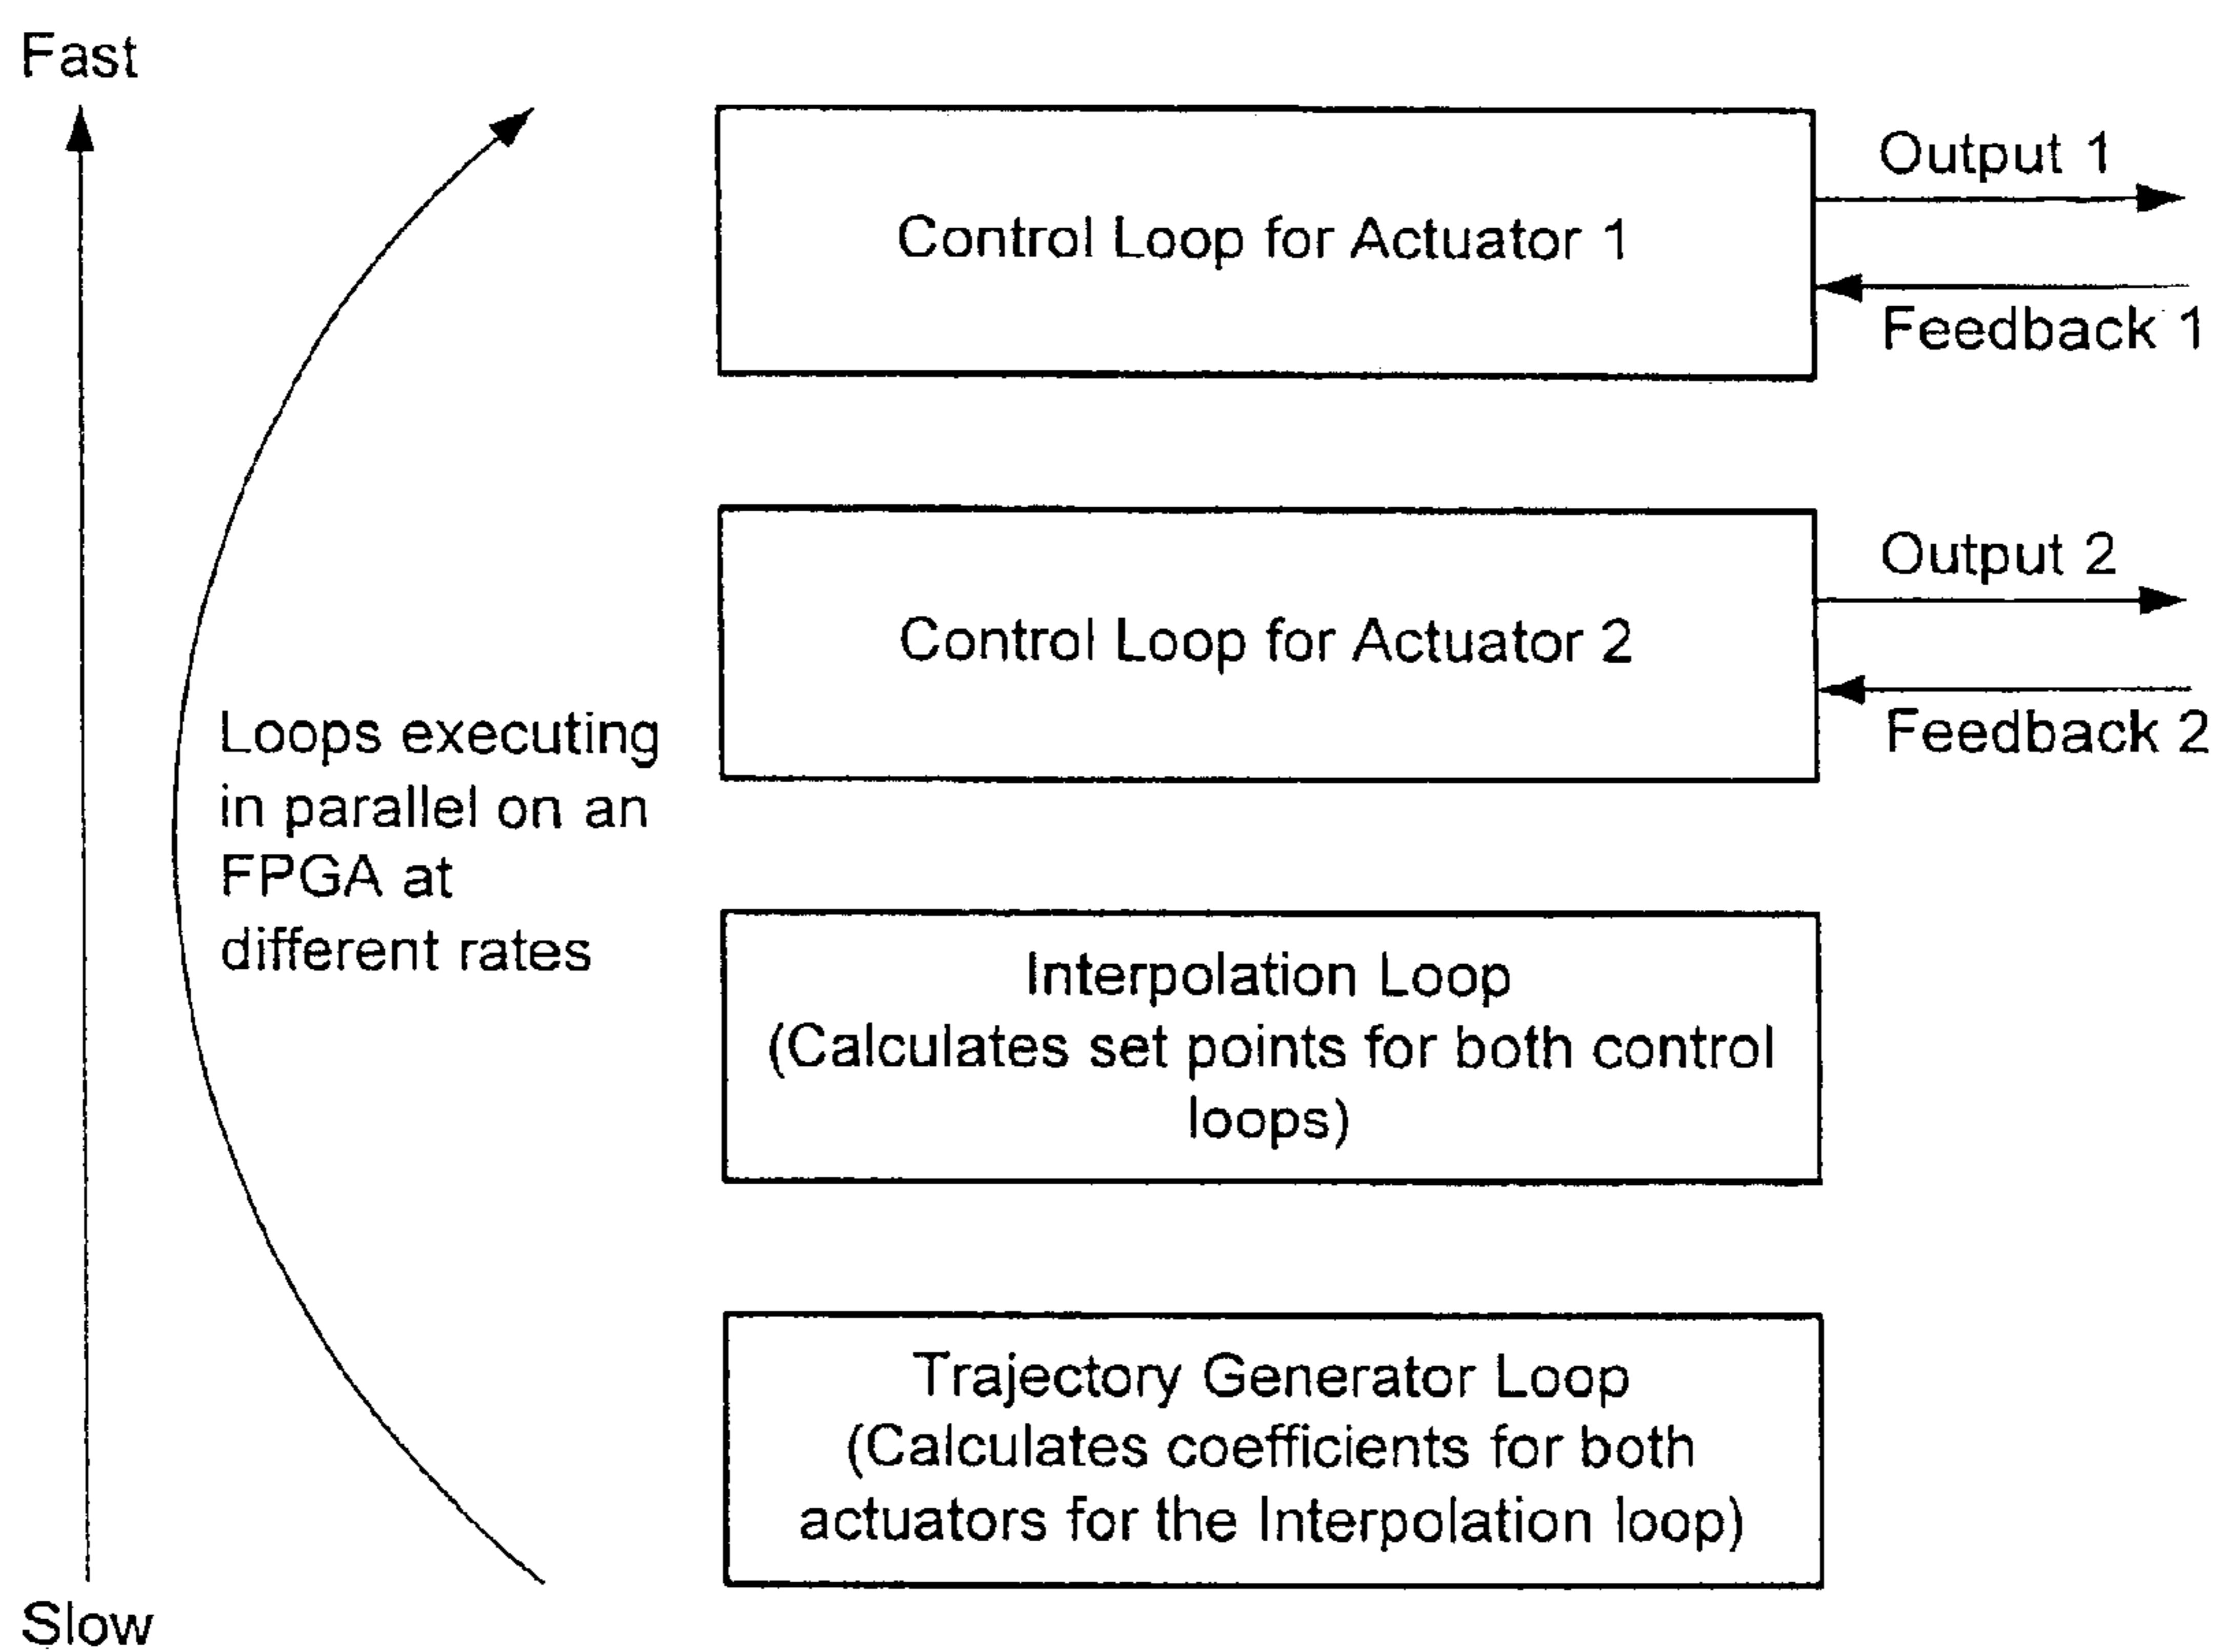 Fast
Control Loop for Actuator 1
Output 1
Feedback 1
Control Loop for Actuator 2
Output 2
Feedback 2
Loops executing
in parallel on an
FPGA at
different rates
Interpolation Loop
(Calculates set points for both control
loops)
Trajectory Generator Loop
(Calculates coefficients for both
actuators for the Interpolation loop)
Slow